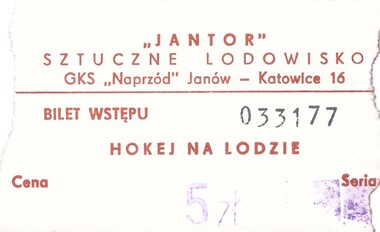 „JANTOR”
SZTUCZNE LODOWISKO
GKS „Naprzód” Janów — Katowice 16
BILET WSTĘPU 033177
HOKEJ NA LODZIE
Cena 5 zł Seria